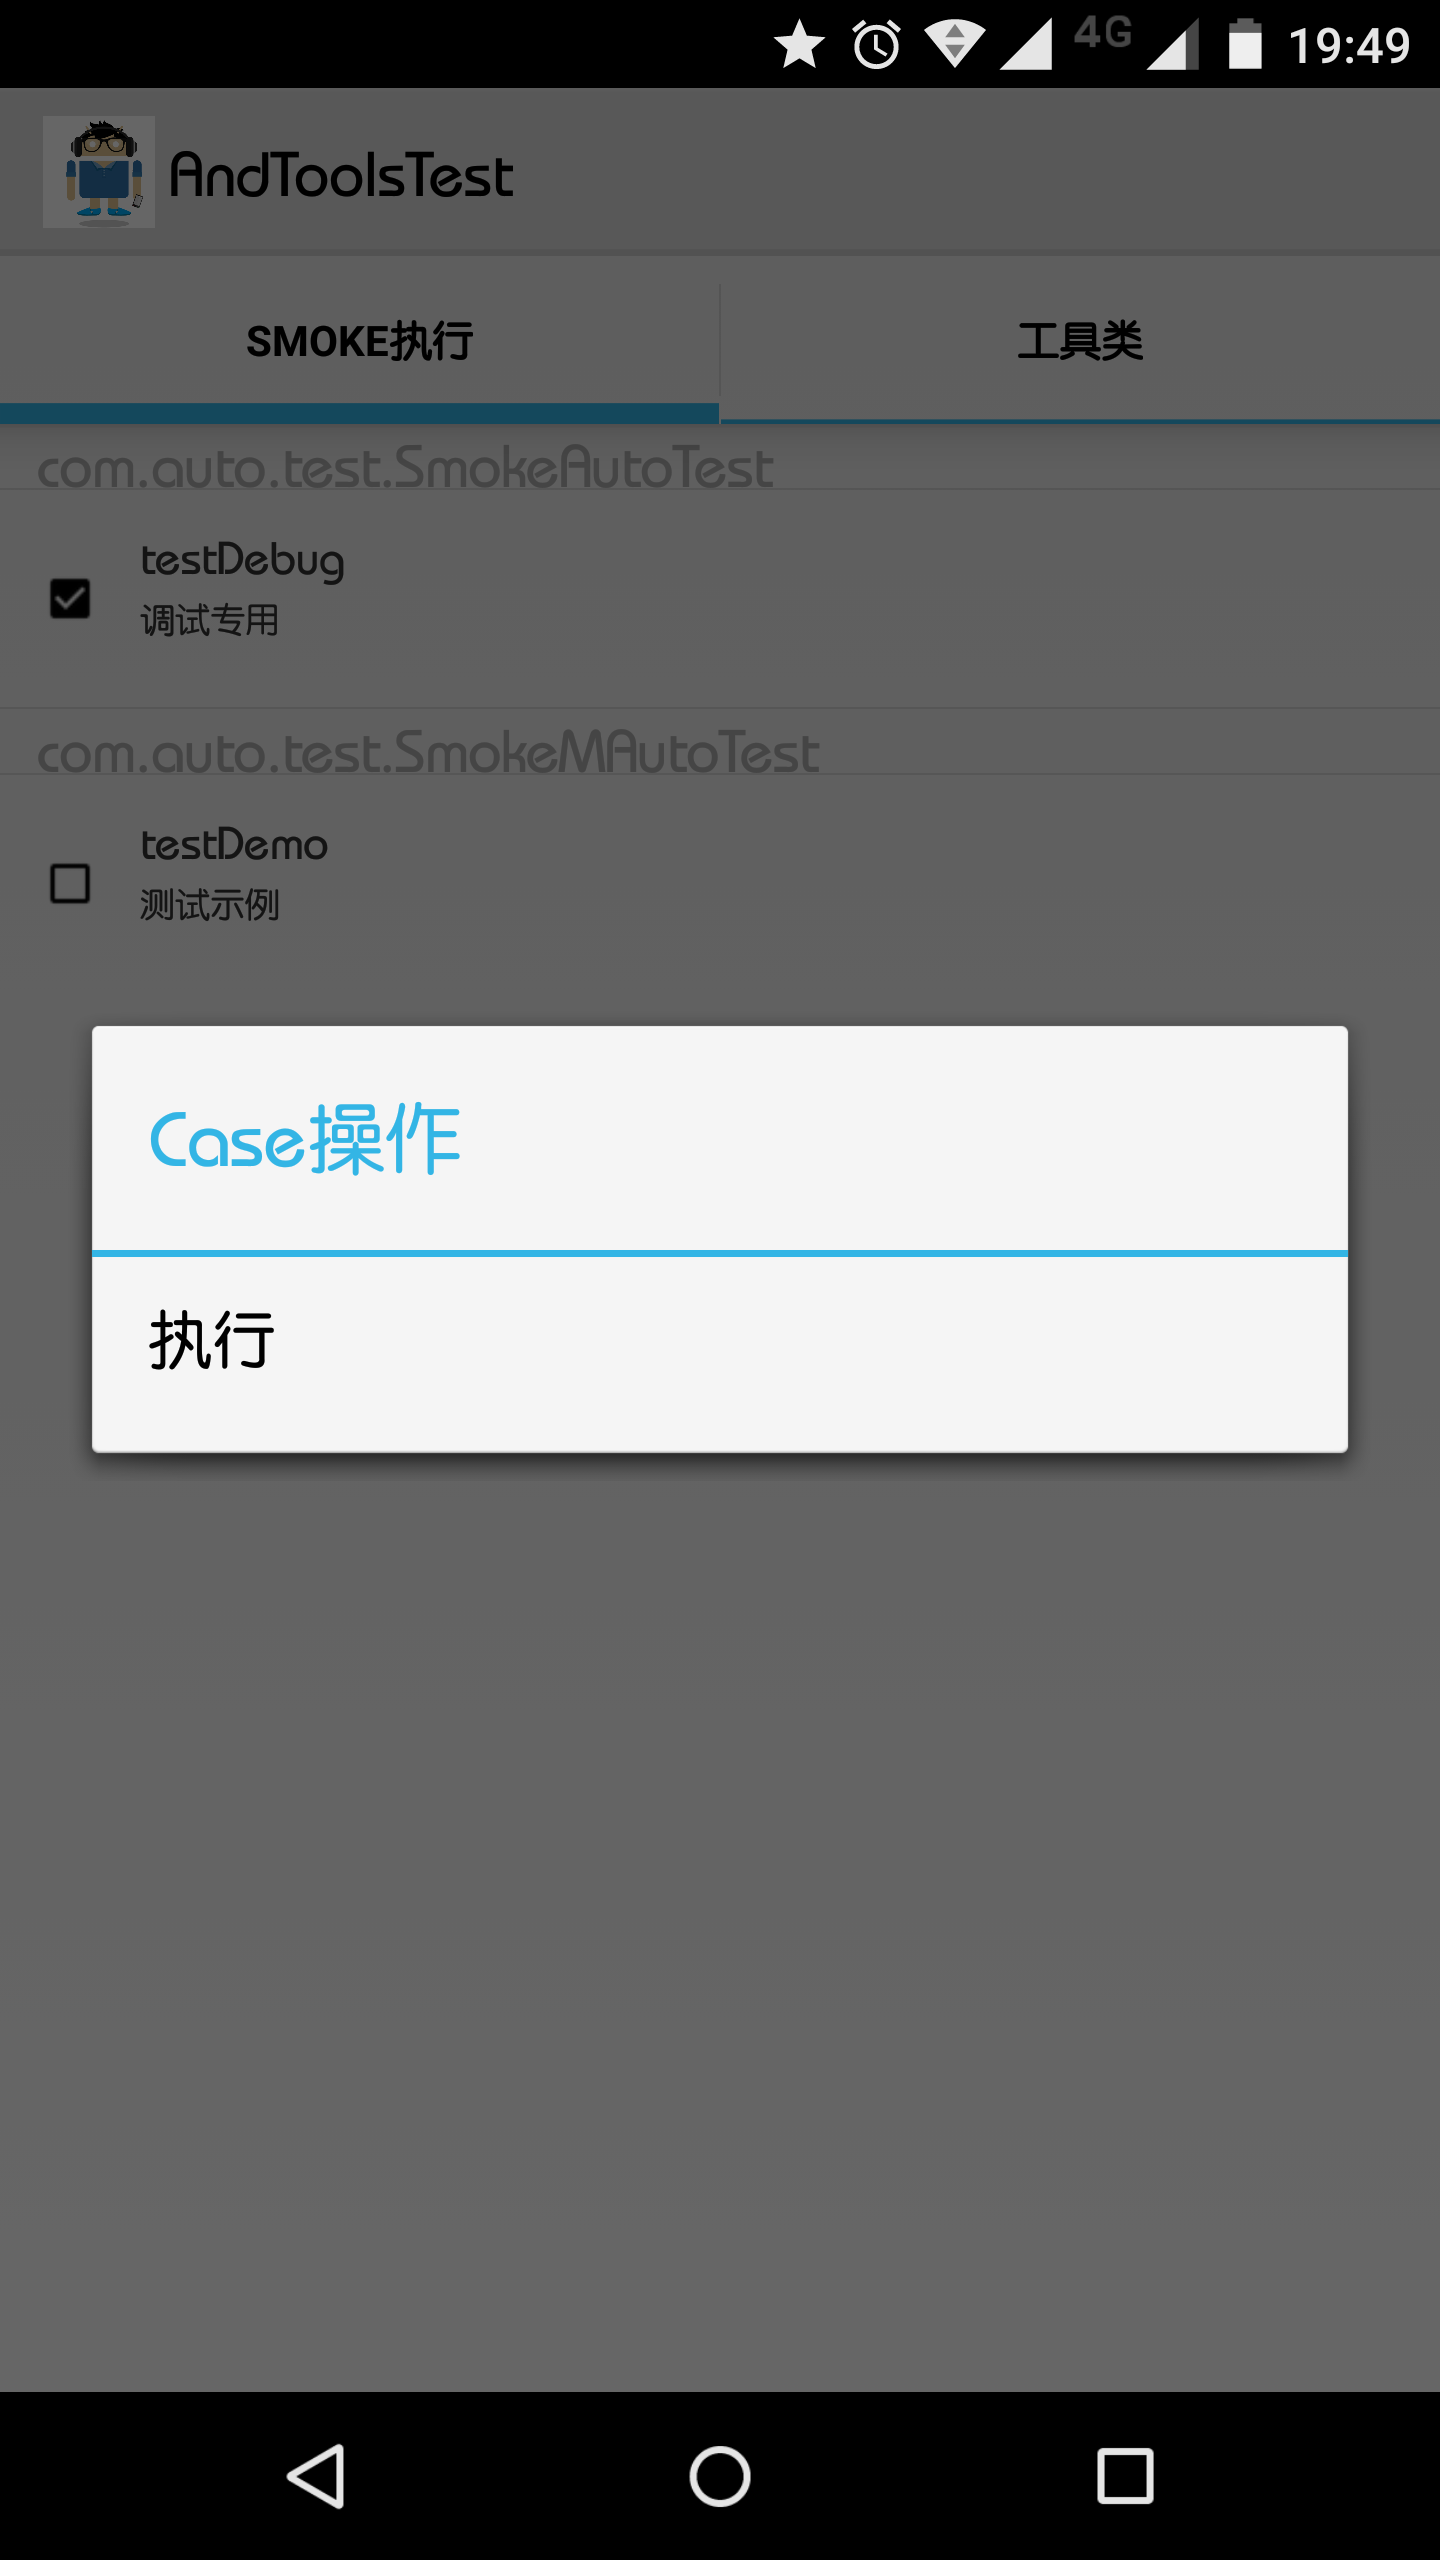 4G 19:49
AndToolsTest
SMOKE执行 工具类
com.auto.test.SmokeAutoTest
testDebug
调试专用
com.auto.test.SmokeMAutoTest
testDemo
测试示例
Case操作
执行